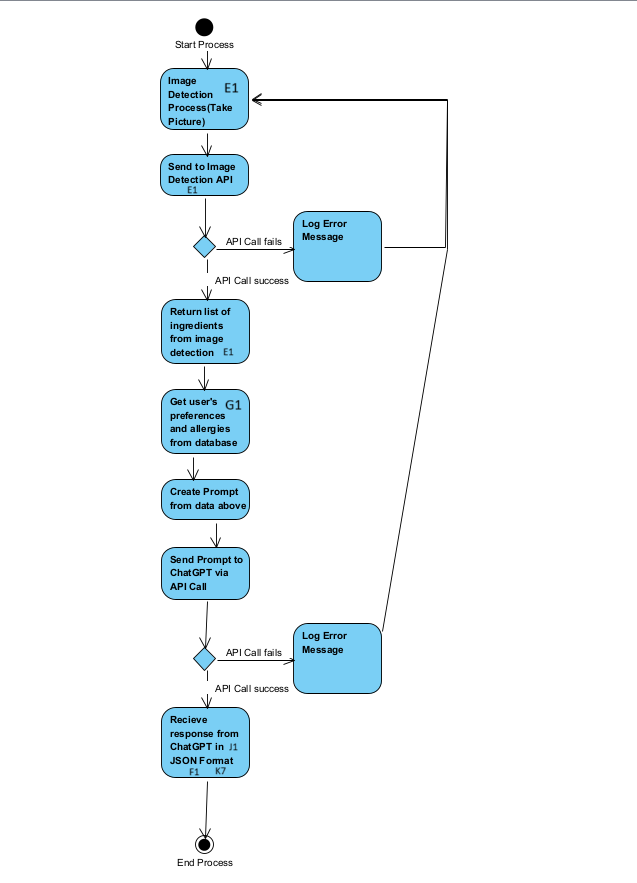 Start Process
Image
Detection E1
Process(Take
Picture)
Send to Image
Detection API
E1
API Call fails
Log Error
Message
API Call success
Return list of
ingredients
from image
detection E1
Get user's G1
preferences
and allergies
from database
Create Prompt
from data above
Send Prompt to
ChatGPT via
API Call
API Call fails
Log Error
Message
API Call success
Recieve
response from
ChatGPT in J1
JSON Format
F1 K7
End Process